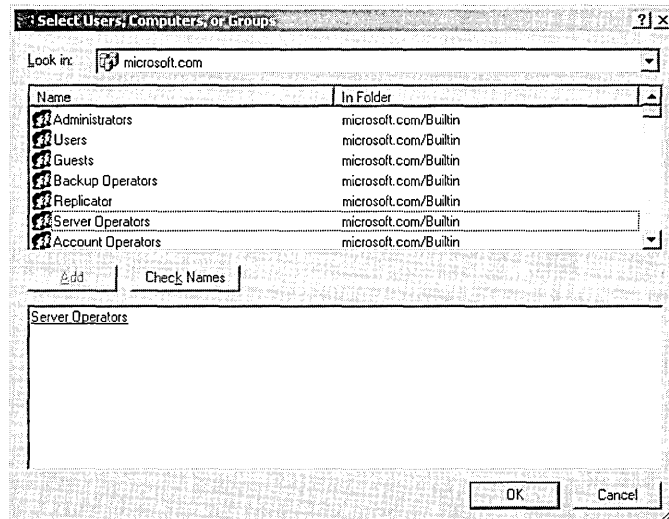 Select Users, Computers, or Groups
Look in: microsoft.com
Name In Folder
Administrators microsoft.com/Builtin
Users microsoft.com/Builtin
Guests microsoft.com/Builtin
Backup Operators microsoft.com/Builtin
Replicator microsoft.com/Builtin
Server Operators microsoft.com/Builtin
Account Operators microsoft.com/Builtin
Add Check Names
Server Operators
OK Cancel